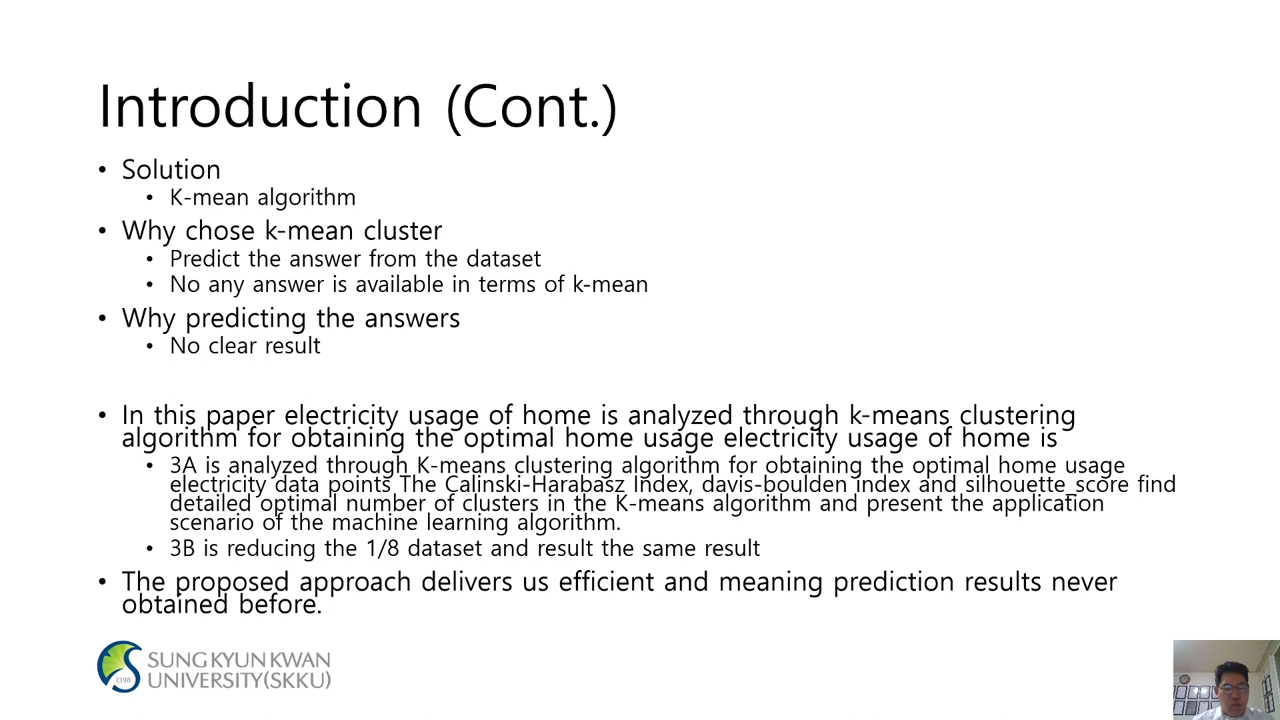 Introduction (Cont.)
• Solution
• K-mean algorithm
• Why chose k-mean cluster
• Predict the answer from the dataset
• No any answer is available in terms of k-mean
• Why predicting the answers
• No clear result
• In this paper electricity usage of home is analyzed through k-means clustering
algorithm for obtaining the optimal home usage electricity usage of home is
• 3A is analyzed through K-means clustering algorithm for obtaining the optimal home usage
electricity data points The Calinski-Harabasz Index, davis-boulden index and silhouette_score find
detailed optimal number of clusters in the K-means algorithm and present the application
scenario of the machine learning algorithm.
• 3B is reducing the 1/8 dataset and result the same result
• The proposed approach delivers us efficient and meaning prediction results never
obtained before.
1398
SUNG KYUN KWAN
UNIVERSITY(SKKU)